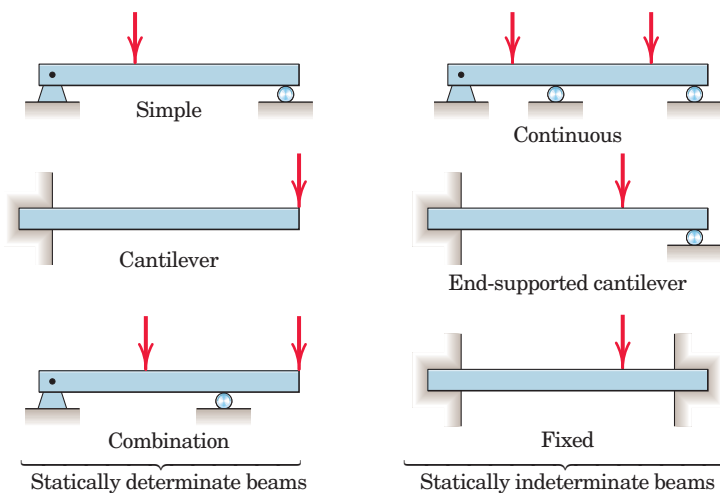 Simple
Continuous
Cantilever
End-supported cantilever
Combination
Fixed
Statically determinate beams
Statically indeterminate beams